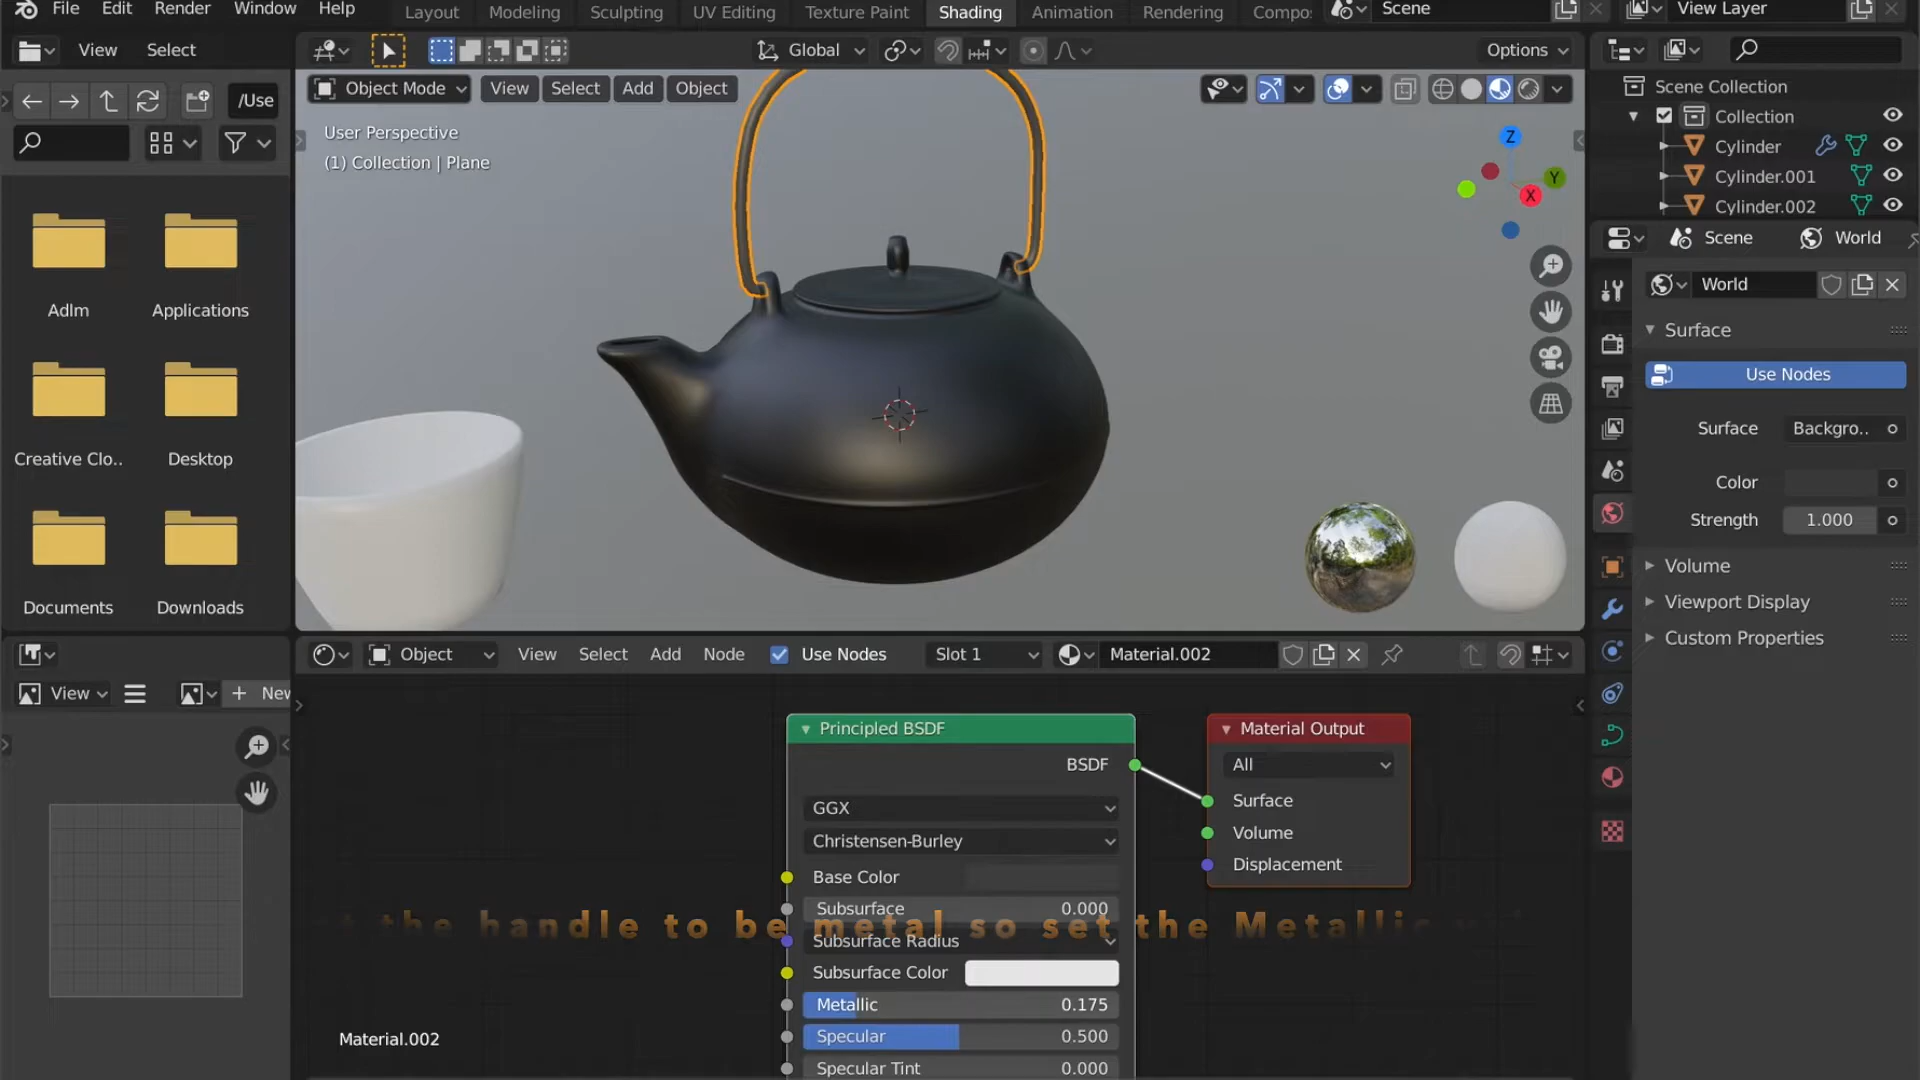 File Edit Render Window Help
Layout Modeling Sculpting UV Editing Texture Paint Shading Animation Rendering Compo
Scene
View Layer
View Select
Global
Options
/Use
Object Mode View Select Add Object
User Perspective
(1) Collection | Plane
Z
Y
X
Adlm
Applications
Creative Clo..
Desktop
Documents
Downloads
Scene Collection
Collection
Cylinder
Cylinder.001
Cylinder.002
Scene World
World
Surface
Use Nodes
Surface Backgro..
Color
Strength 1.000
Volume
Viewport Display
Custom Properties
Object View Select Add Node Use Nodes Slot 1 Material.002
View New
Principled BSDF
BSDF
GGX
Christensen-Burley
Base Color
Subsurface 0.000
the handle to be metal so set the Metallic
Subsurface Radius
Subsurface Color
Metallic 0.175
Specular 0.500
Specular Tint 0.000
Material Output
All
Surface
Volume
Displacement
Material.002